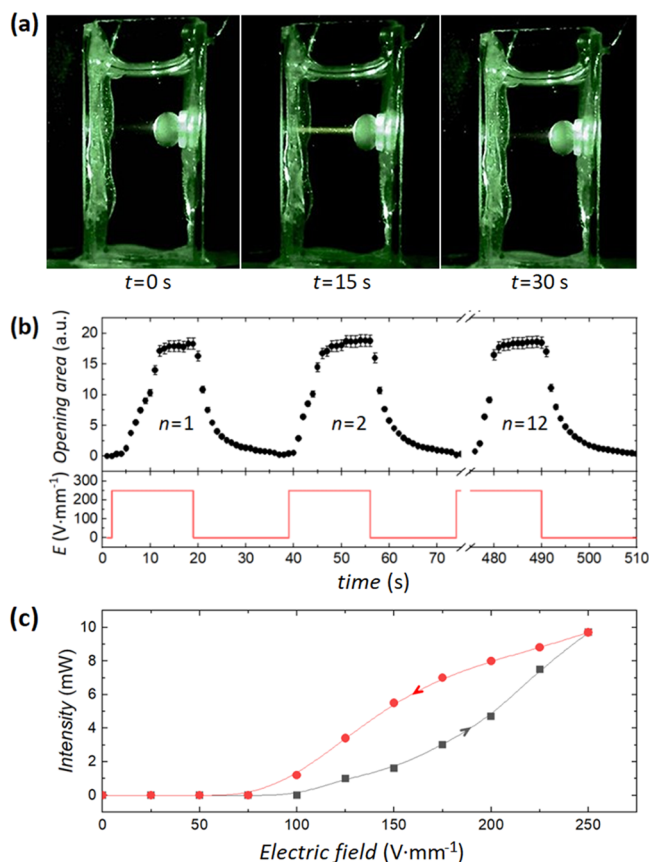 (a)
t=0 s
t=15 s
t=30 s
(b)
Opening area (a.u.)
20
15
10
5
0
n=1
n=2
n=12
E (V·mm⁻¹)
300
200
100
0
0 10 20 30 40 50 60 70 480 490 500 510
time (s)
(c)
Intensity (mW)
10
8
6
4
2
0
0 50 100 150 200 250
Electric field (V·mm⁻¹)